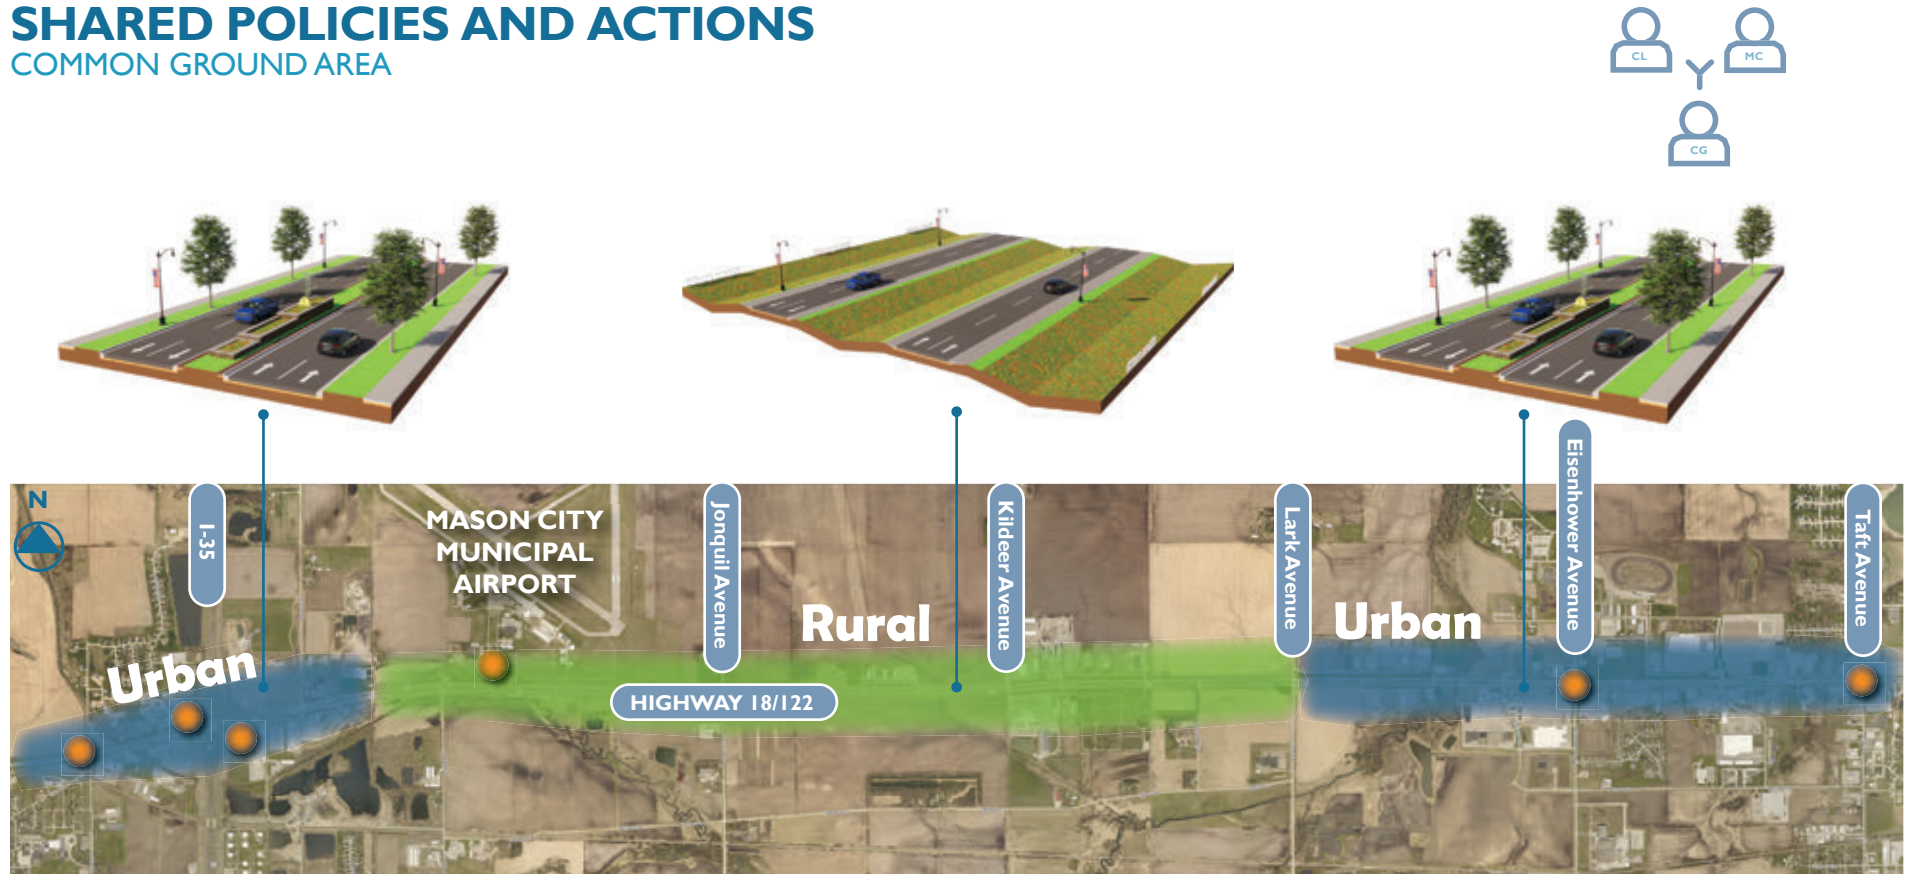 SHARED POLICIES AND ACTIONS
COMMON GROUND AREA
CL
MC
CG
N
I-35
MASON CITY
MUNICIPAL
AIRPORT
Jonquil Avenue
Rural
Kildeer Avenue
Lark Avenue
Urban
Eisenhower Avenue
Taft Avenue
Urban
HIGHWAY 18/122